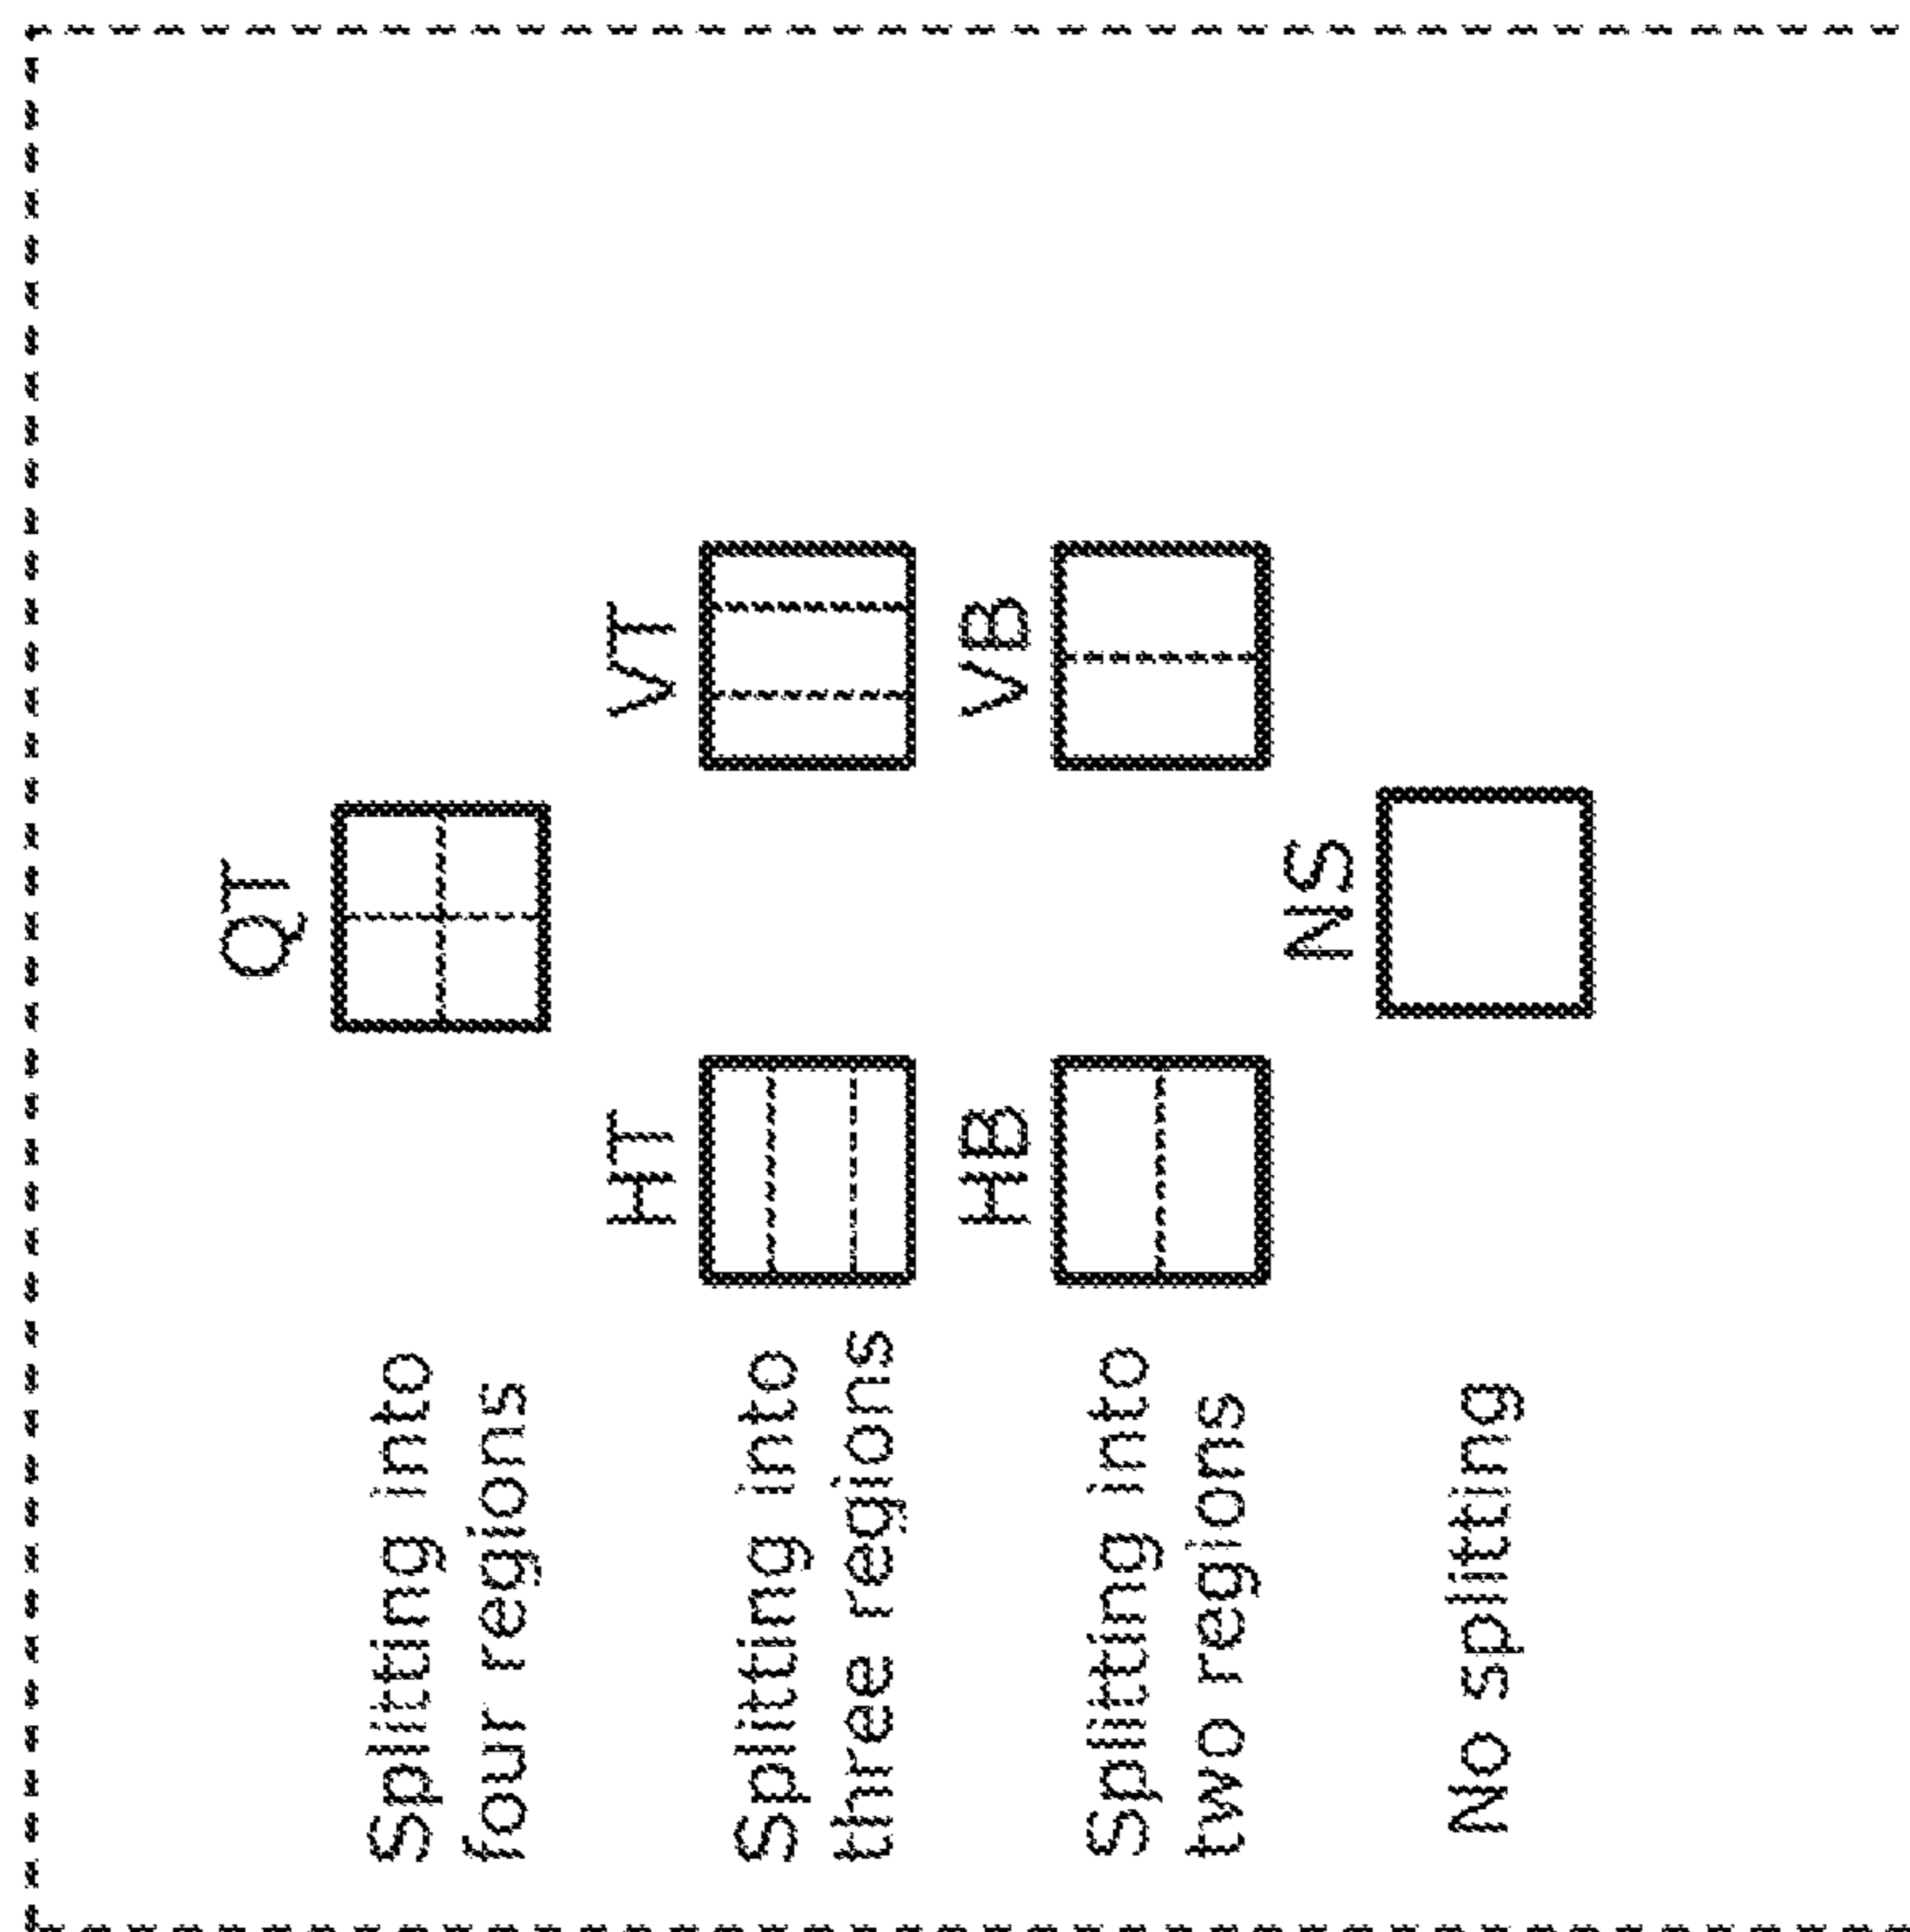 QT
Splitting into
four regions
HT
VT
Splitting into
three regions
HB
VB
Splitting into
two regions
NS
No splitting